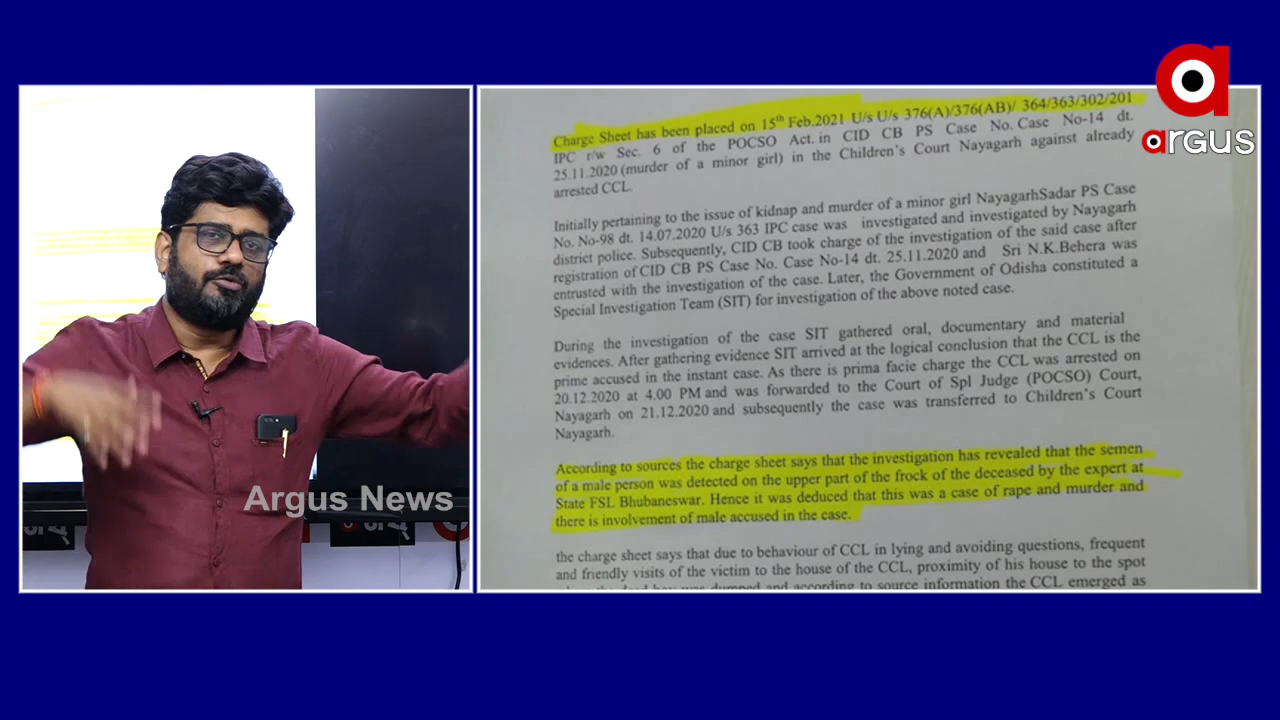 argus
Charge Sheet has been placed on 15th Feb.2021 U/s U/s 376(A)/376(AB)/ 364/363/302/201
IPC r/w Sec. 6 of the POCSO Act. in CID CB PS Case No. Case No-14 dt.
25.11.2020 (murder of a minor girl) in the Children's Court Nayagarh against already
arrested CCL.
Initially pertaining to the issue of kidnap and murder of a minor girl NayagarhSadar PS Case
No. No-98 dt. 14.07.2020 U/s 363 IPC case was investigated and investigated by Nayagarh
district police. Subsequently, CID CB took charge of the investigation of the said case after
registration of CID CB PS Case No. Case No-14 dt. 25.11.2020 and Sri N.K.Behera was
entrusted with the investigation of the case. Later, the Government of Odisha constituted a
Special Investigation Team (SIT) for investigation of the above noted case.
During the investigation of the case SIT gathered oral, documentary and material
evidences. After gathering evidence SIT arrived at the logical conclusion that the CCL is the
prime accused in the instant case. As there is prima facie charge the CCL was arrested on
20.12.2020 at 4.00 PM and was forwarded to the Court of Spl Judge (POCSO) Court,
Nayagarh on 21.12.2020 and subsequently the case was transferred to Children's Court
Nayagarh.
According to sources the charge sheet says that the investigation has revealed that the semen
of a male person was detected on the upper part of the frock of the deceased by the expert at
State FSL Bhubaneswar. Hence it was deduced that this was a case of rape and murder and
there is involvement of male accused in the case.
the charge sheet says that due to behaviour of CCL in lying and avoiding questions, frequent
and friendly visits of the victim to the house of the CCL, proximity of his house to the spot
was dumped and according to source information the CCL emerged as
Argus News